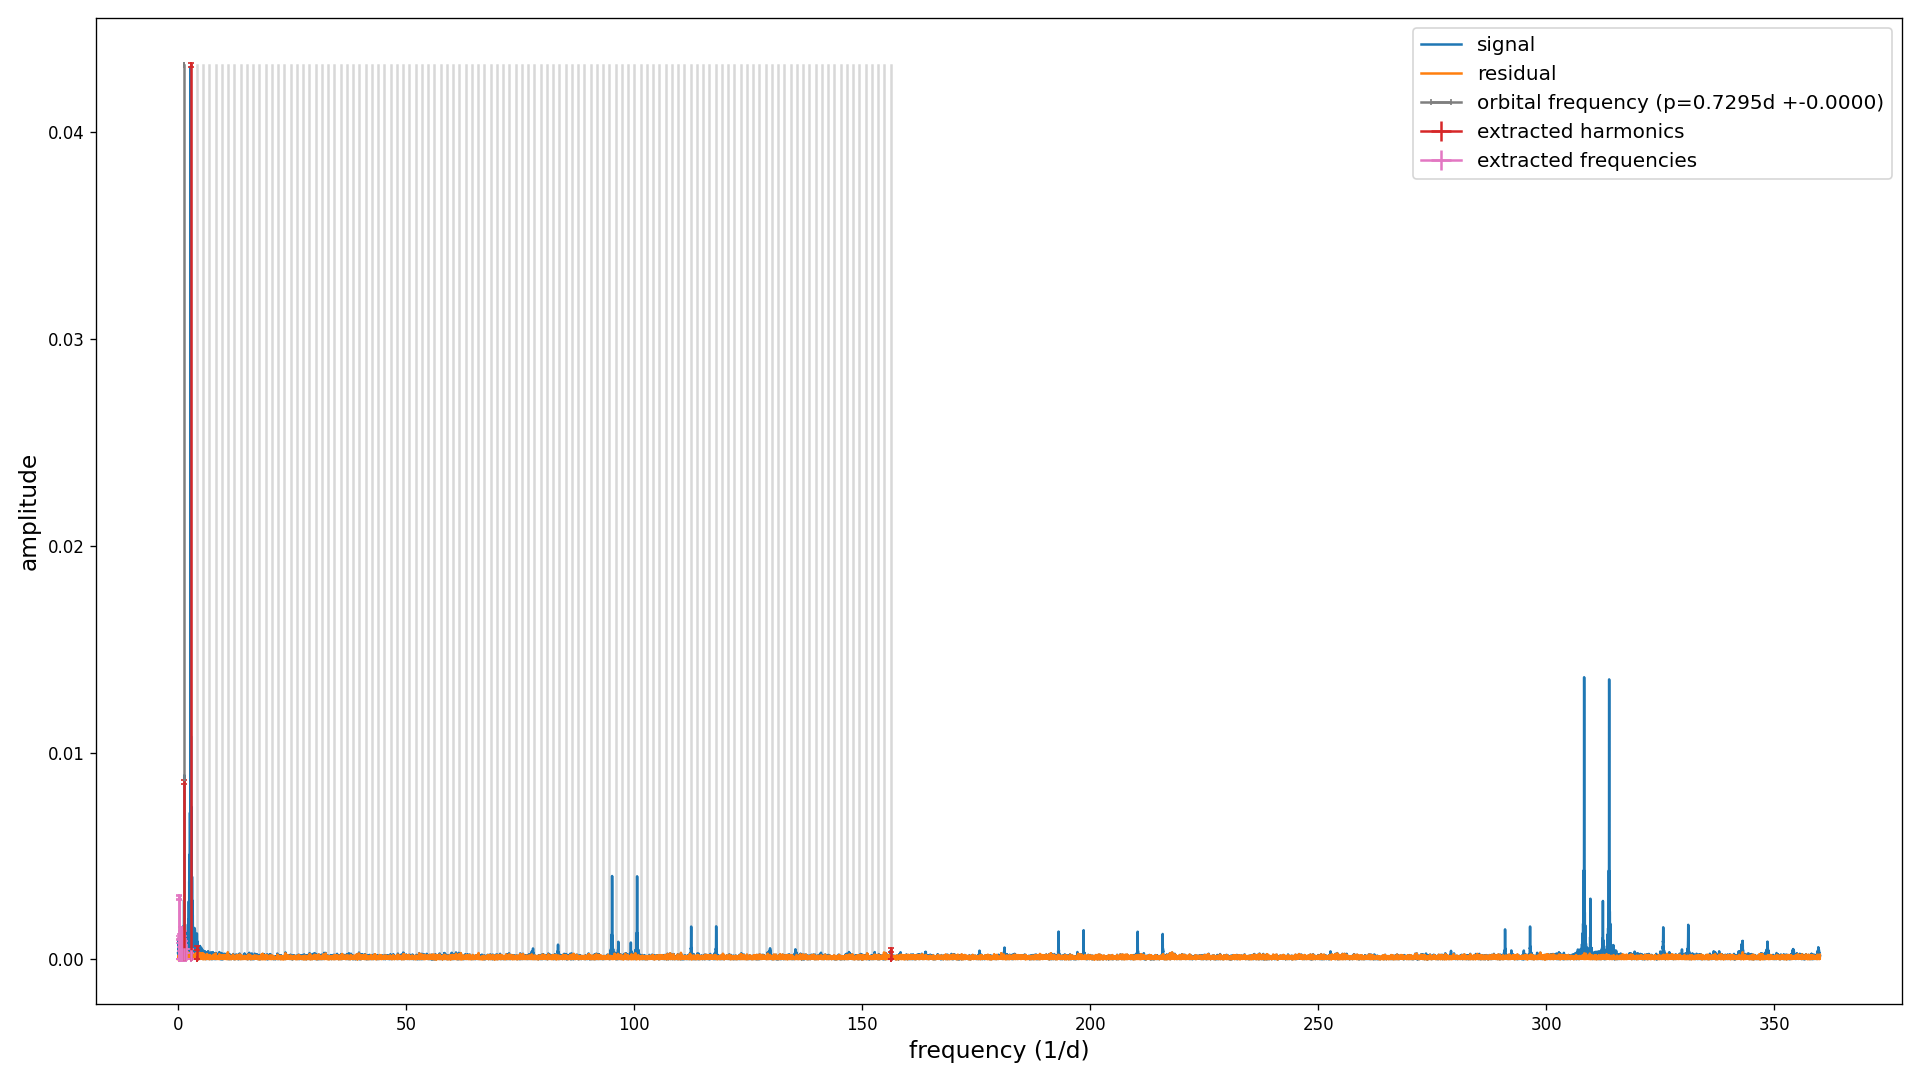 signal
residual
orbital frequency (p=0.7295d +-0.0000)
extracted harmonics
extracted frequencies
amplitude
0.04
0.03
0.02
0.01
0.00
0 50 100 150 200 250 300 350
frequency (1/d)